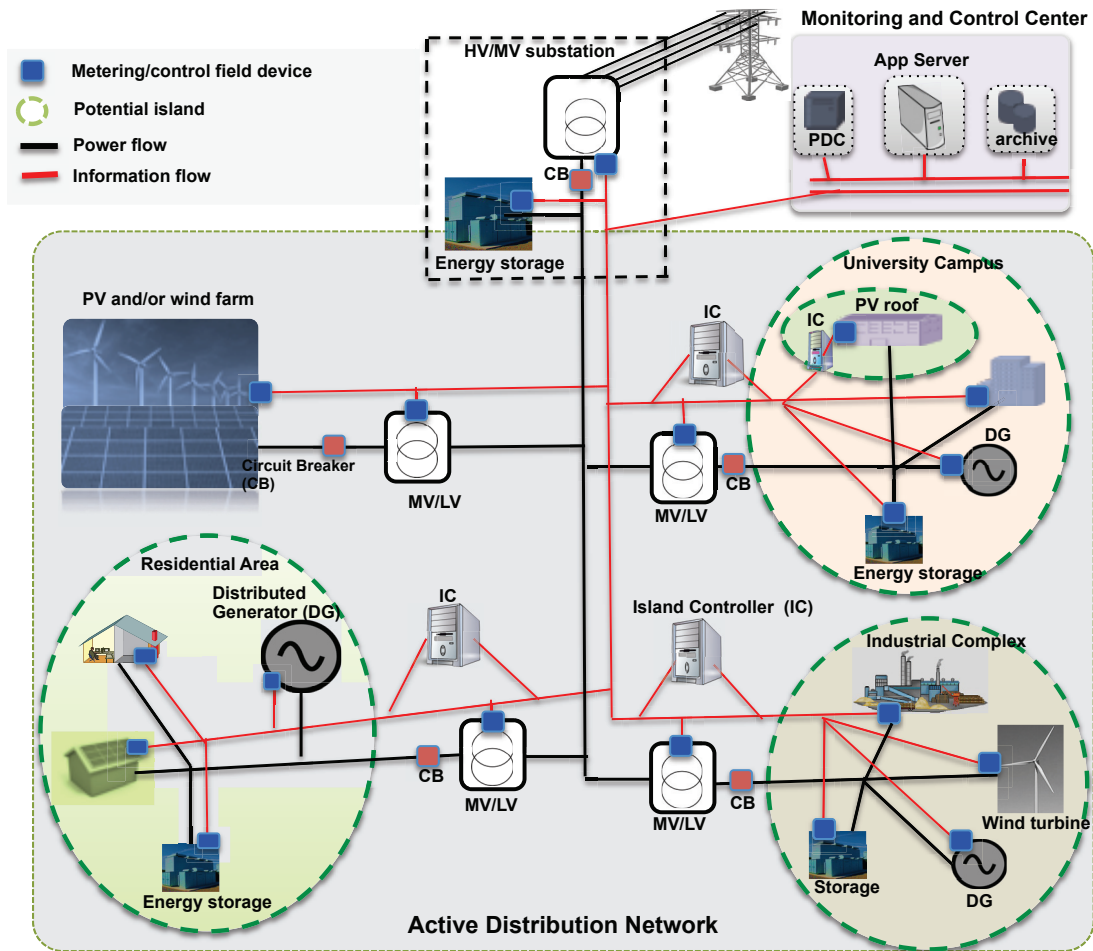 Monitoring and Control Center
HV/MV substation
App Server
PDC
archive
Metering/control field device
Potential island
Power flow
Information flow
CB
Energy storage
PV and/or wind farm
Circuit Breaker
(CB)
MV/LV
University Campus
IC
IC
PV roof
DG
MV/LV
CB
Energy storage
Residential Area
Distributed
Generator (DG)
IC
CB
MV/LV
Energy storage
Island Controller (IC)
Industrial Complex
MV/LV
CB
Wind turbine
Storage
DG
Active Distribution Network